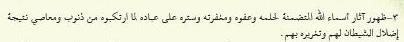 ٣-ظهور آثار أسماء الله المتضمنة لحلمه وعفوه ومغفرته وستره على عباده لما ارتكبوه من ذنوب ومعاصي نتيجة
إضلال الشيطان لهم وتغريره بهم.